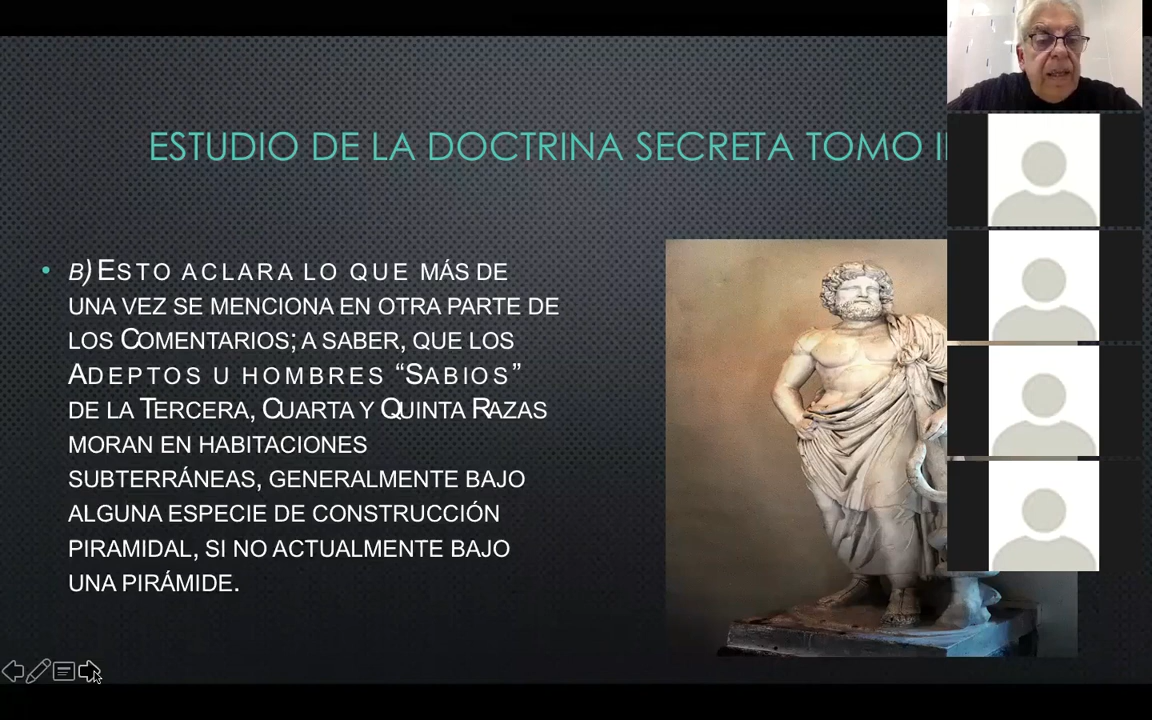 ESTUDIO DE LA DOCTRINA SECRETA TOMO
B) ESTO ACLARA LO QUE MÁS DE
UNA VEZ SE MENCIONA EN OTRA PARTE DE
LOS COMENTARIOS; A SABER, QUE LOS
ADEPTOS U HOMBRES “SABIOS”
DE LA TERCERA, CUARTA Y QUINTA RAZAS
MORAN EN HABITACIONES
SUBTERRÁNEAS, GENERALMENTE BAJO
ALGUNA ESPECIE DE CONSTRUCCIÓN
PIRAMIDAL, SI NO ACTUALMENTE BAJO
UNA PIRÁMIDE.